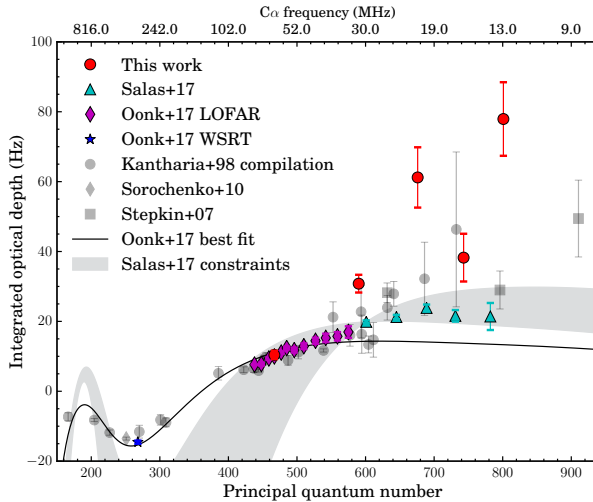 Cα frequency (MHz)
816.0 242.0 102.0 52.0 30.0 19.0 13.0 9.0
100
80
60
40
20
0
−20
Integrated optical depth (Hz)
This work
Salas+17
Oonk+17 LOFAR
Oonk+17 WSRT
Kantharia+98 compilation
Sorochenko+10
Stepkin+07
Oonk+17 best fit
Salas+17 constraints
200 300 400 500 600 700 800 900
Principal quantum number